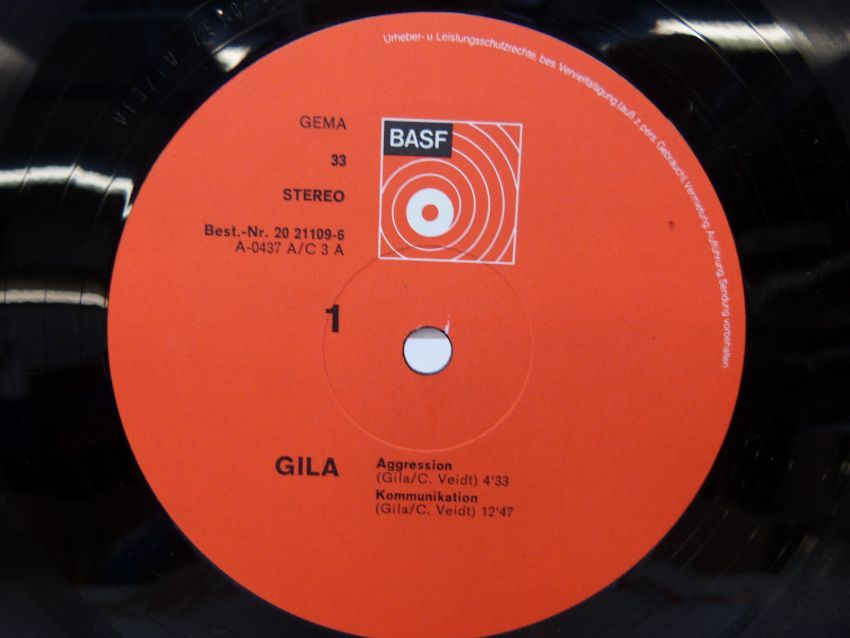 Urheber- u. Leistungsschutzrechte, bes. Vervielfältigung (auß. z. pers. Gebrauch), Vermietung, Aufführung, Sendung vorbehalten
GEMA
BASF
33
STEREO
Best.-Nr. 20 21109-6
A-0437 A/C 3 A
1
GILA
Aggression
(Gila/C. Veidt) 4'33
Kommunikation
(Gila/C. Veidt) 12'47